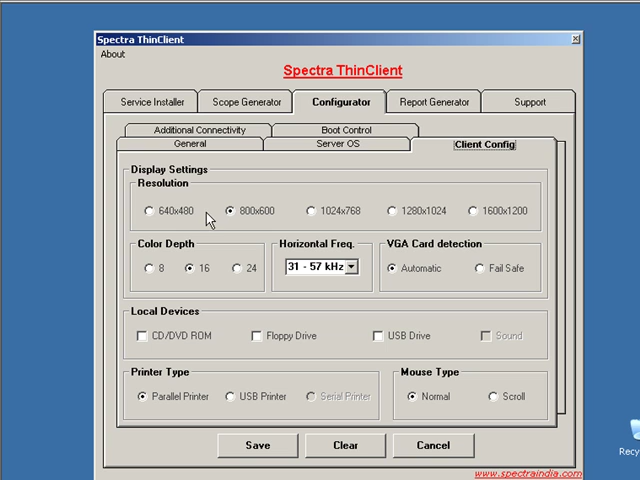 Spectra ThinClient
About
Spectra ThinClient
Service Installer
Scope Generator
Configurator
Report Generator
Support
Additional Connectivity
Boot Control
General
Server OS
Client Config
Display Settings
Resolution
640x480
800x600
1024x768
1280x1024
1600x1200
Color Depth
8
16
24
Horizontal Freq.
31 - 57 kHz
VGA Card detection
Automatic
Fail Safe
Local Devices
CD/DVD ROM
Floppy Drive
USB Drive
Sound
Printer Type
Parallel Printer
USB Printer
Serial Printer
Mouse Type
Normal
Scroll
Save
Clear
Cancel
www.spectraindia.com
Recy